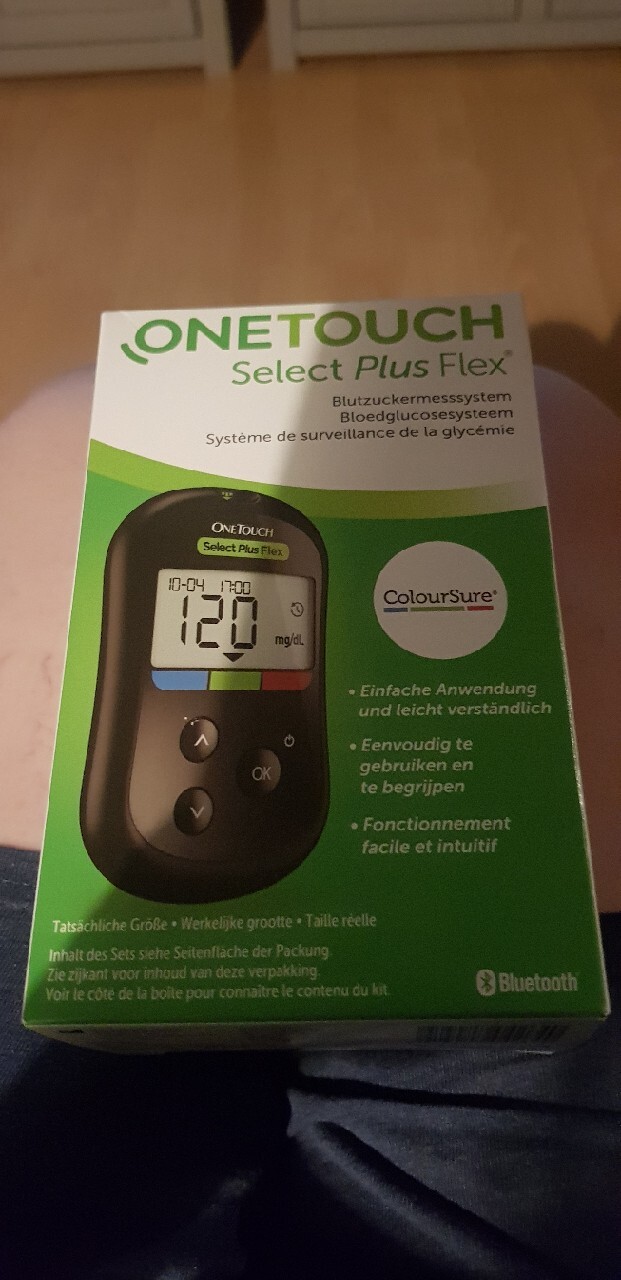 ONETOUCH
Select Plus Flex®
Blutzuckermesssystem
Bloedglucosesysteem
Système de surveillance de la glycémie
ONETOUCH
Select Plus Flex
10-04 17:00
120
mg/dL
OK
ColourSure®
• Einfache Anwendung
und leicht verständlich
• Eenvoudig te
gebruiken en
te begrijpen
• Fonctionnement
facile et intuitif
Tatsächliche Größe • Werkelijke grootte • Taille réelle
Inhalt des Sets siehe Seitenfläche der Packung.
Zie zijkant voor inhoud van deze verpakking.
Voir le côté de la boîte pour connaître le contenu du kit.
Bluetooth®